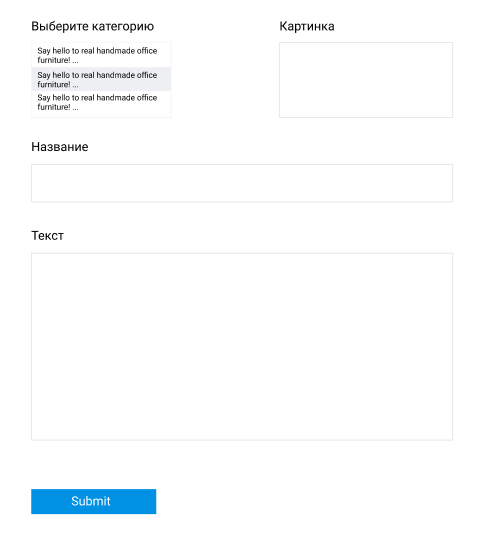 Выберите категорию
Картинка
Say hello to real handmade office
furniture! ...
Say hello to real handmade office
furniture! ...
Say hello to real handmade office
furniture! ...
Название
Текст
Submit